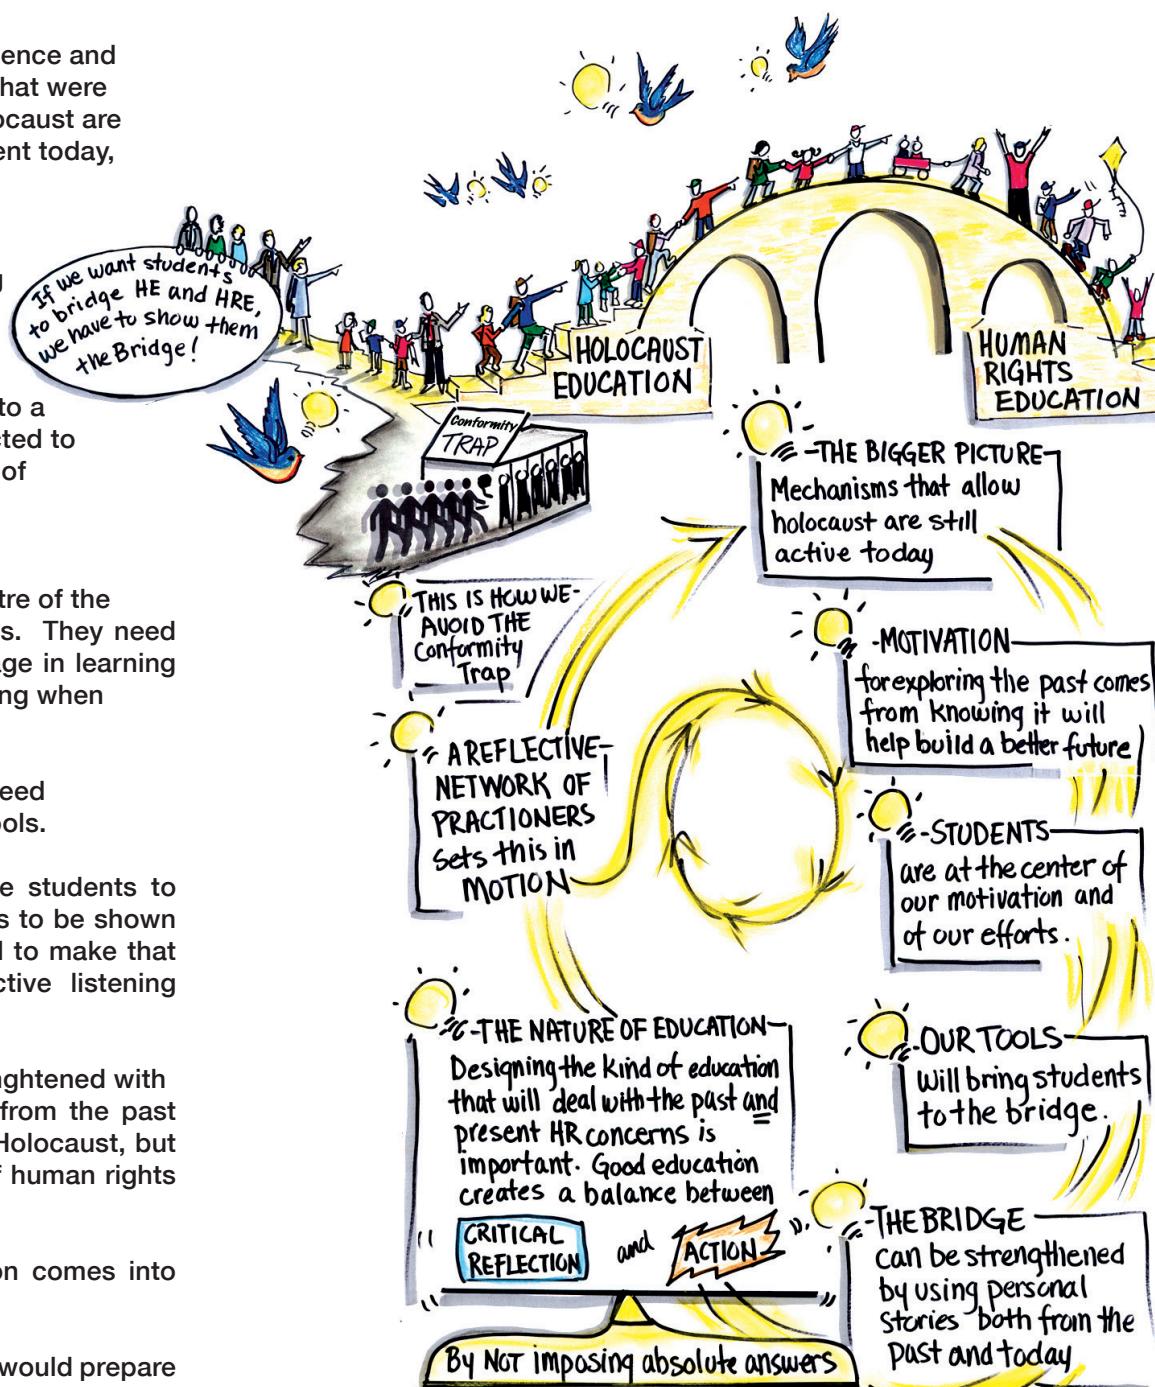 ence and
hat were
ocaust are
ent today,
to a
cted to
of
tre of the
s. They need
age in learning
ing when
eed
ools.
e students to
s to be shown
d to make that
ctive listening
nghtened with
from the past
Holocaust, but
f human rights
on comes into
would prepare
If we want students
to bridge HE and HRE,
we have to show them
the Bridge!
HOLOCAUST
EDUCATION
HUMAN
RIGHTS
EDUCATION
Conformity
TRAP
-THE BIGGER PICTURE-
Mechanisms that allow
holocaust are still
active today
THIS IS HOW WE-
AVOID THE
Conformity
Trap
-MOTIVATION
for exploring the past comes
from knowing it will
help build a better future
A REFLECTIVE-
NETWORK OF
PRACTIONERS
sets this in
MOTION
-STUDENTS
are at the center of
our motivation and
of our efforts.
-THE NATURE OF EDUCATION-
Designing the kind of education
that will deal with the past and
present HR concerns is
important. Good education
creates a balance between
CRITICAL
REFLECTION
and
ACTION
By NOT imposing absolute answers
-OUR TOOLS
will bring students
to the bridge.
-THE BRIDGE
can be strengthened
by using personal
stories both from the
past and today